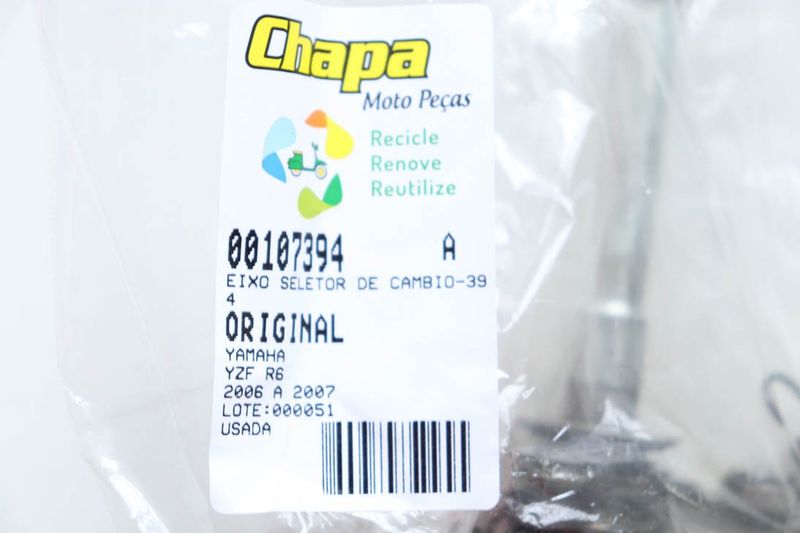 Chapa
Moto Peças
Recicle
Renove
Reutilize
00107394 A
EIXO SELETOR DE CAMBIO-39
4
ORIGINAL
YAMAHA
YZF R6
2006 A 2007
LOTE:000051
USADA